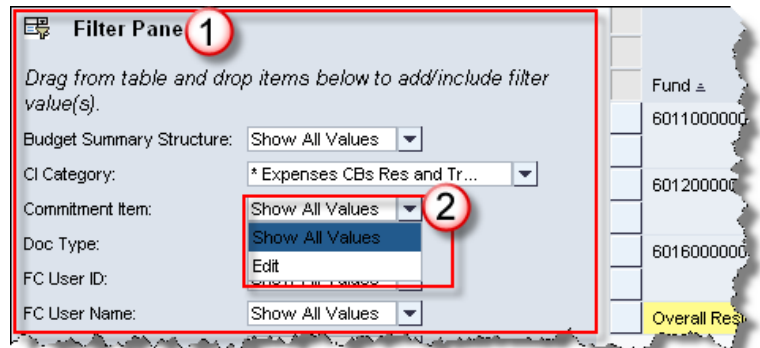 Filter Pane
1
Drag from table and drop items below to add/include filter
value(s).
Budget Summary Structure: Show All Values
CI Category: * Expenses CBs Res and Tr...
Commitment Item: Show All Values
2
Show All Values
Doc Type:
Edit
FC User ID:
FC User Name: Show All Values
Fund
6011000000
601200000
6016000000
Overall Res